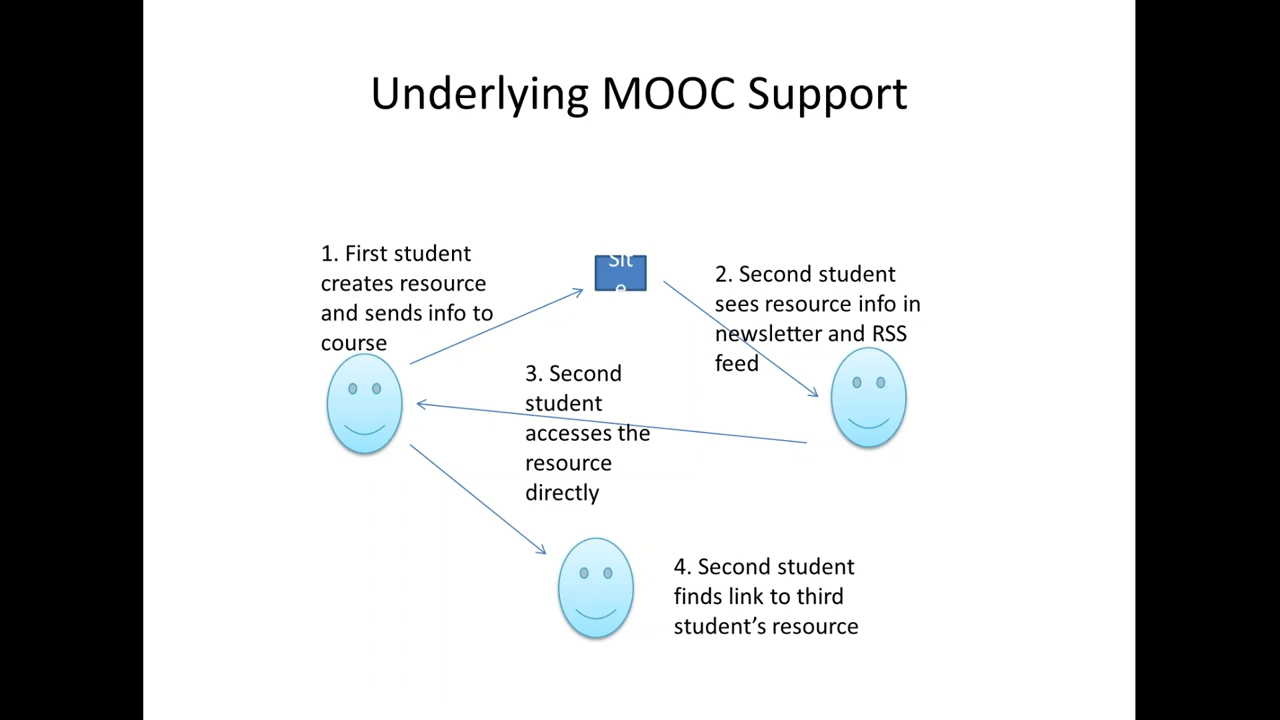 Underlying MOOC Support
1. First student
creates resource
and sends info to
course
Sit
e
2. Second student
sees resource info in
newsletter and RSS
feed
3. Second
student
accesses the
resource
directly
4. Second student
finds link to third
student’s resource